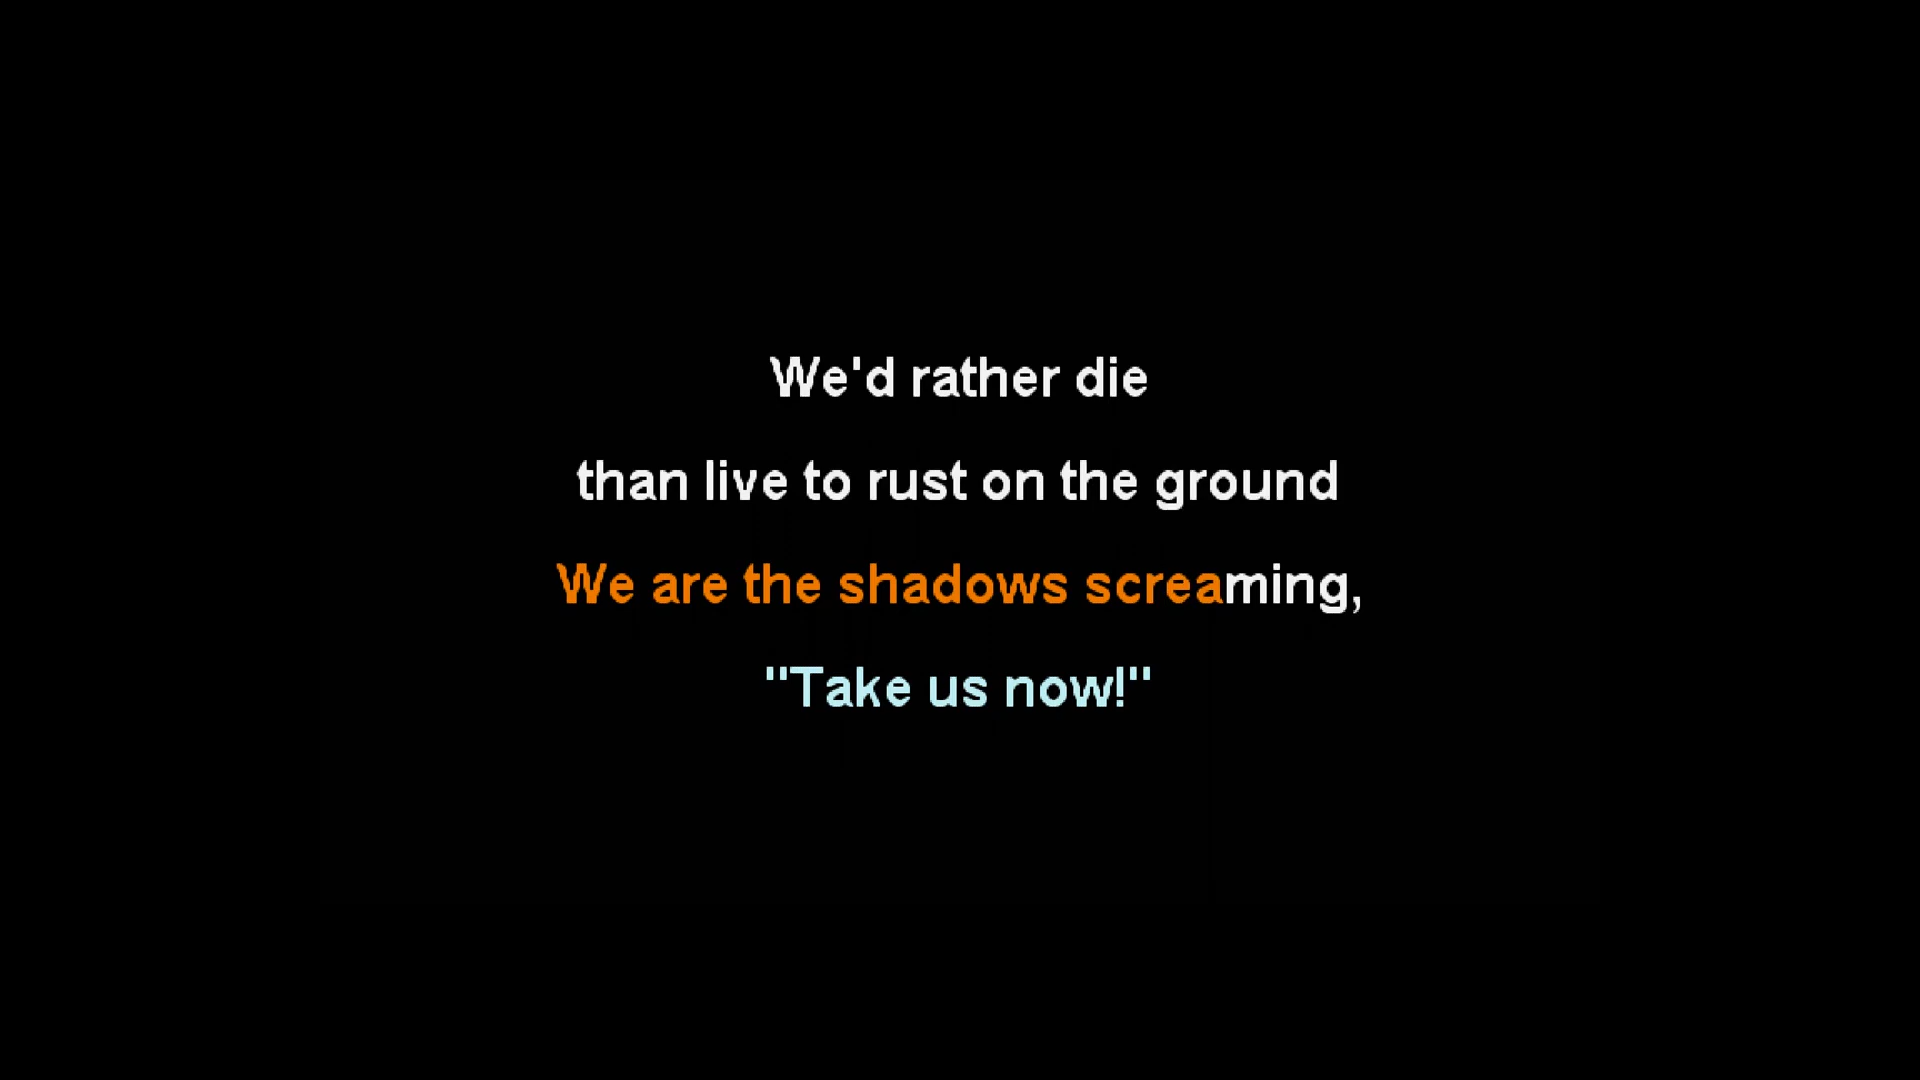 We'd rather die
than live to rust on the ground
We are the shadows screaming,
"Take us now!"